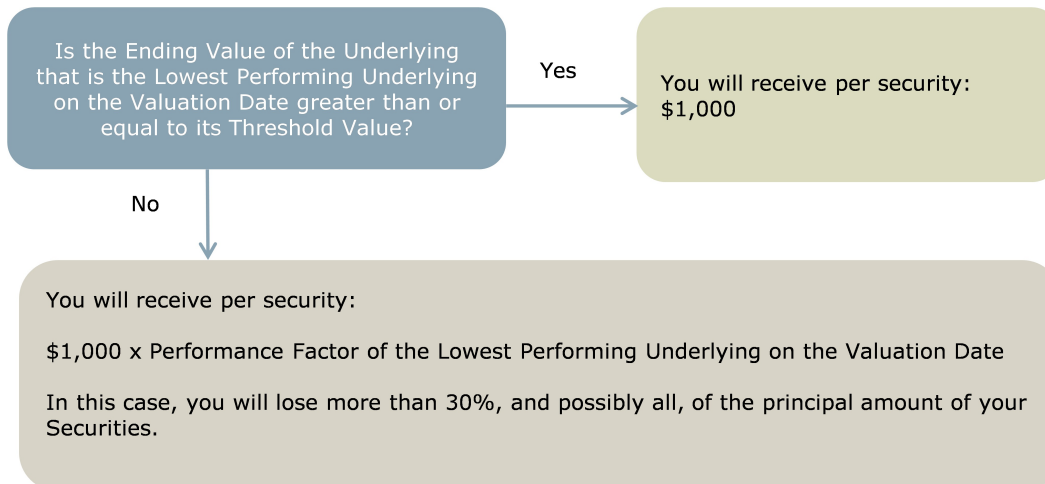 Is the Ending Value of the Underlying
that is the Lowest Performing Underlying
on the Valuation Date greater than or
equal to its Threshold Value?
Yes
You will receive per security:
$1,000
No
You will receive per security:
$1,000 x Performance Factor of the Lowest Performing Underlying on the Valuation Date
In this case, you will lose more than 30%, and possibly all, of the principal amount of your
Securities.